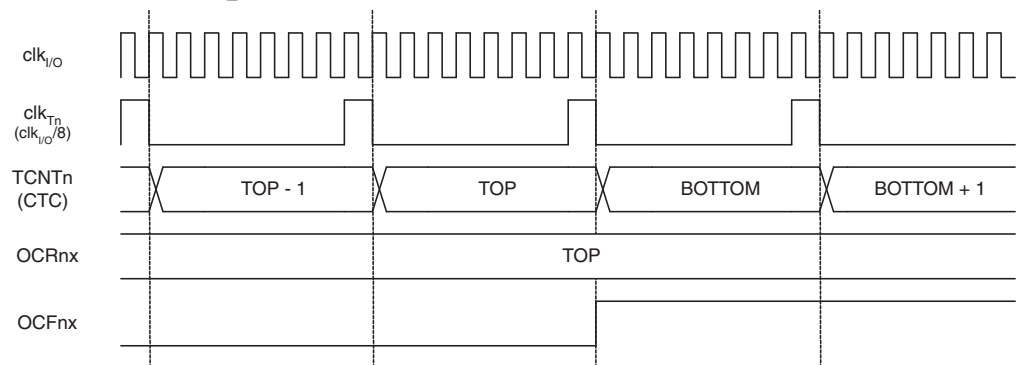 clkI/O
clkTn
(clkI/O/8)
TCNTn
(CTC)
TOP - 1
TOP
BOTTOM
BOTTOM + 1
OCRnx
TOP
OCFnx